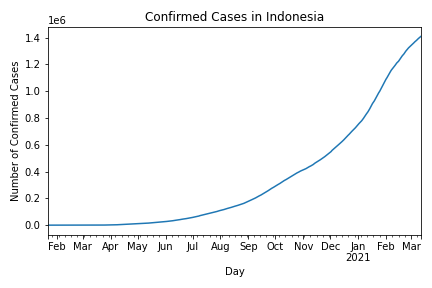 Confirmed Cases in Indonesia
1e6
1.4
1.2
1.0
0.8
0.6
0.4
0.2
0.0
Number of Confirmed Cases
Feb Mar Apr May Jun Jul Aug Sep Oct Nov Dec Jan Feb Mar
2021
Day